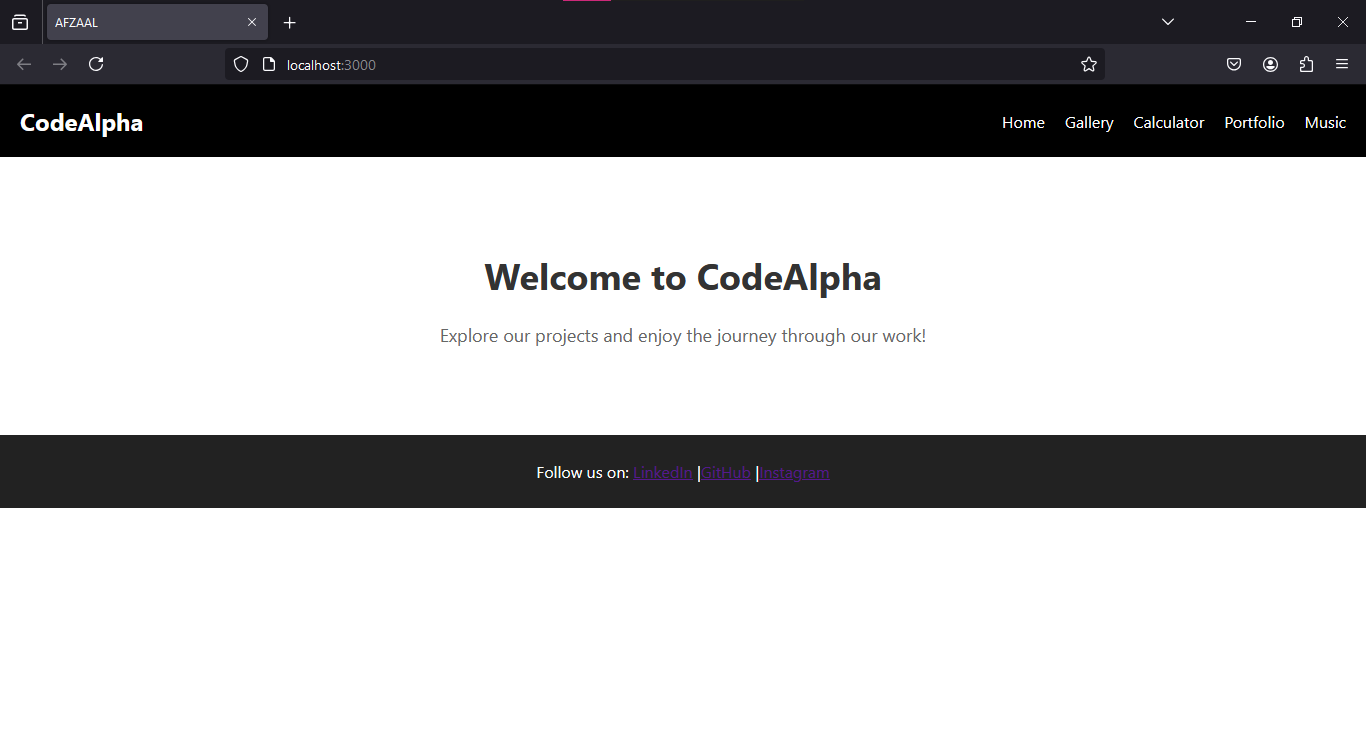 AFZAAL
localhost:3000
CodeAlpha
Home Gallery Calculator Portfolio Music
Welcome to CodeAlpha
Explore our projects and enjoy the journey through our work!
Follow us on: LinkedIn |GitHub |Instagram